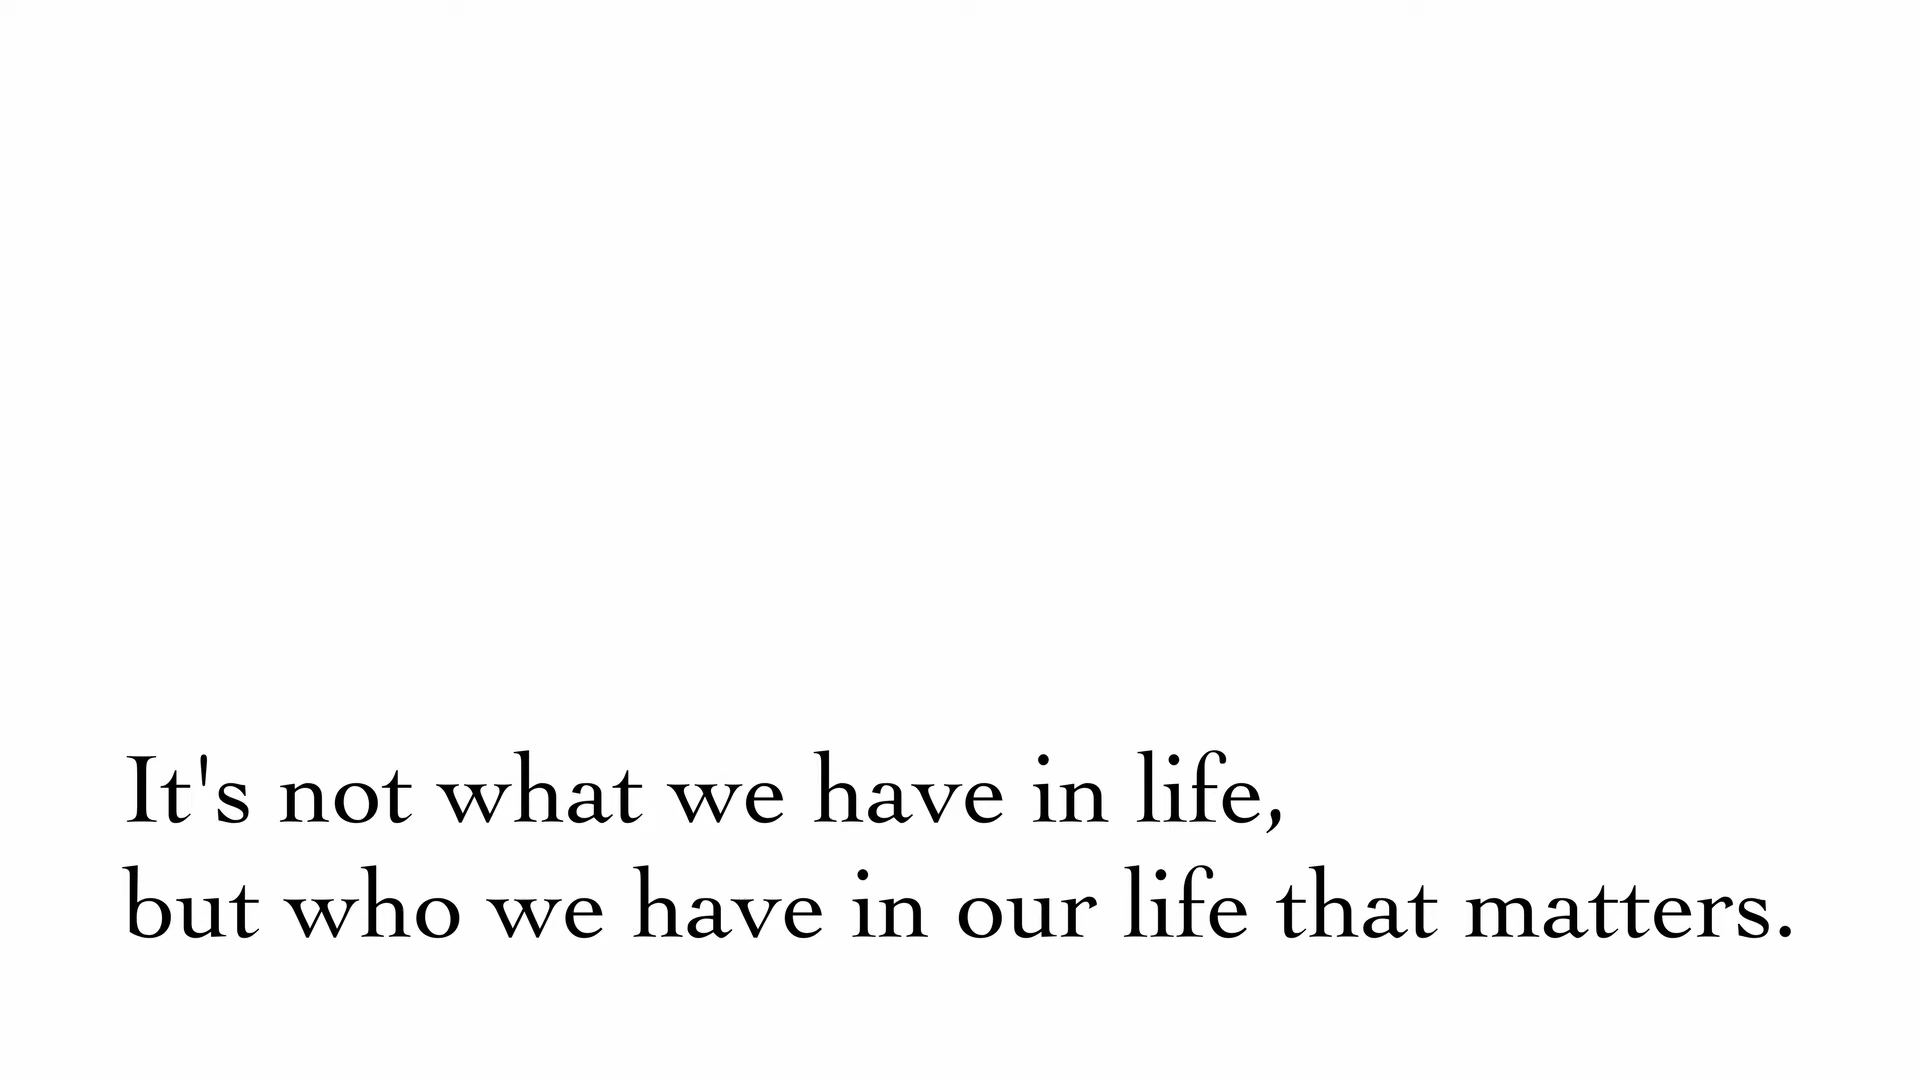 It's not what we have in life,
but who we have in our life that matters.